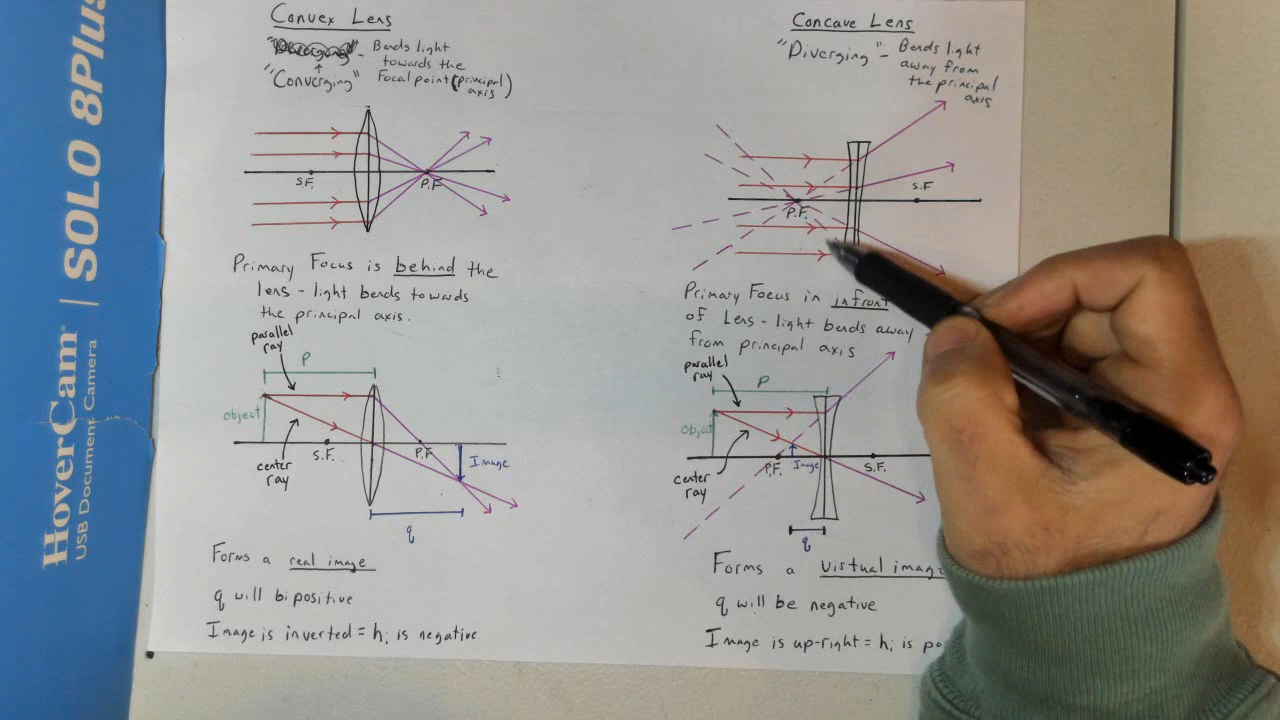 HoverCam® | SOLO 8Plus
USB Document Camera
Convex Lens
- Bends light
towards the
Focal point (principal
axis)
"Converging"
S.F.
P.F
Primary Focus is behind the
lens - light bends towards
the principal axis.
parallel
ray
P
object
center
ray
S.F.
P.F
Image
q
Forms a real image
q will bi positive
Image is inverted = hi is negative
Concave Lens
"Diverging" - Bends light
away from
the principal
axis
P.F.
S.F
Primary Focus in infront
of Lens - light bends away
from principal axis
parallel
ray
P
Object
center
ray
P.F.
Image
S.F.
q
Forms a virtual image
q will be negative
Image is up-right = hi is po